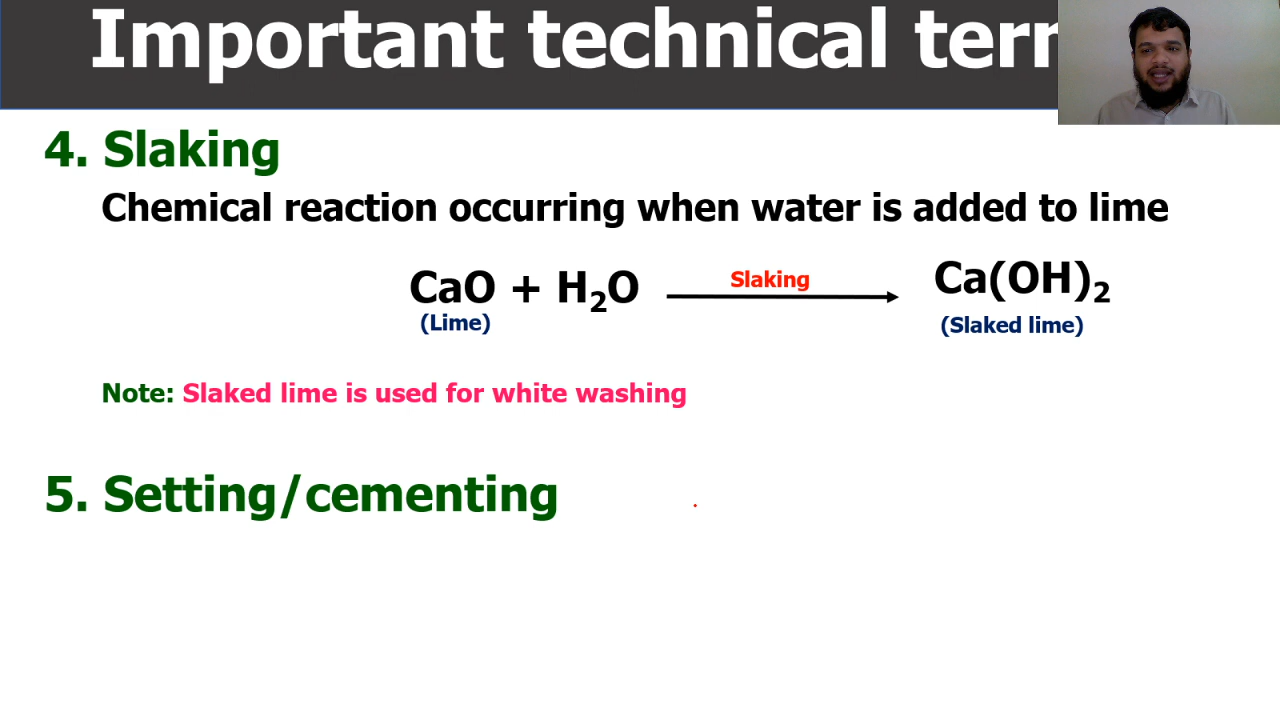 Important technical
4. Slaking
Chemical reaction occurring when water is added to lime
Slaking
CaO + H₂O Ca(OH)₂
(Lime) (Slaked lime)
Note: Slaked lime is used for white washing
5. Setting/cementing